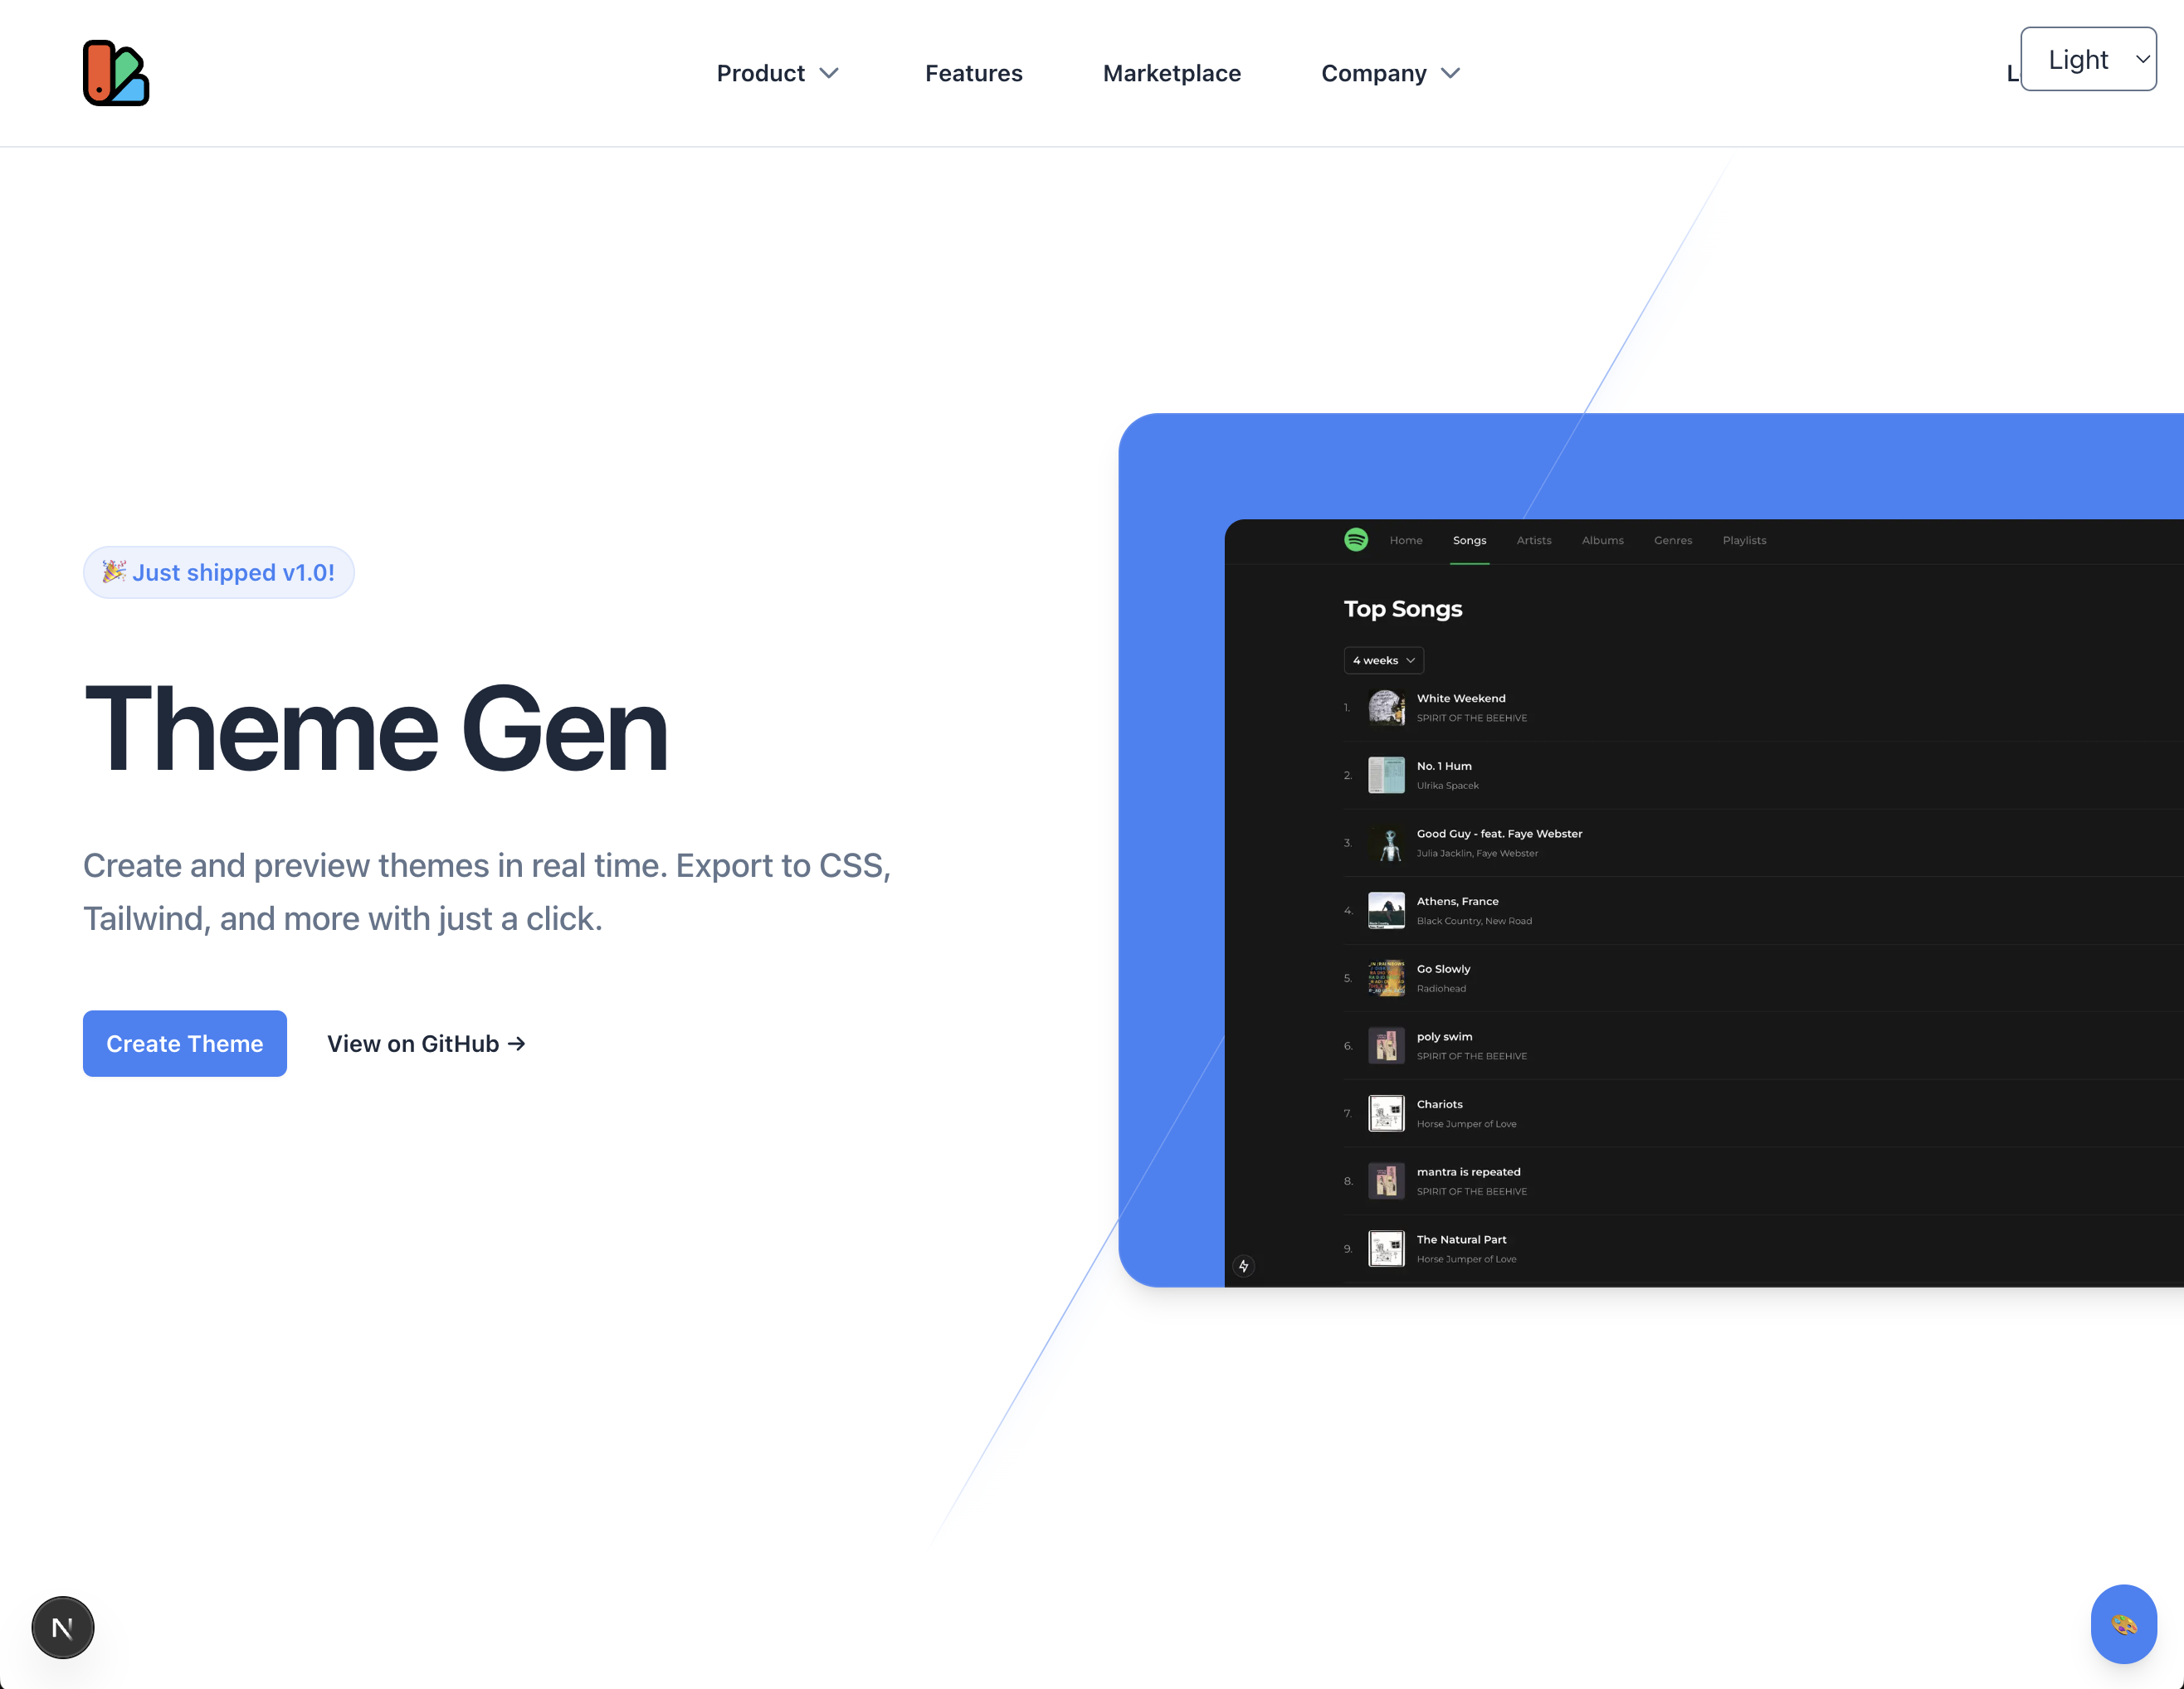 Product
Features
Marketplace
Company
L
Light
🎉 Just shipped v1.0!
Theme Gen
Create and preview themes in real time. Export to CSS,
Tailwind, and more with just a click.
Create Theme
View on GitHub →
Home
Songs
Artists
Albums
Genres
Playlists
Top Songs
4 weeks
1.
White Weekend
SPIRIT OF THE BEEHIVE
2.
No. 1 Hum
Ulrika Spacek
3.
Good Guy - feat. Faye Webster
Julia Jacklin, Faye Webster
4.
Athens, France
Black Country, New Road
5.
Go Slowly
Radiohead
6.
poly swim
SPIRIT OF THE BEEHIVE
7.
Chariots
Horse Jumper of Love
8.
mantra is repeated
SPIRIT OF THE BEEHIVE
9.
The Natural Part
Horse Jumper of Love
N